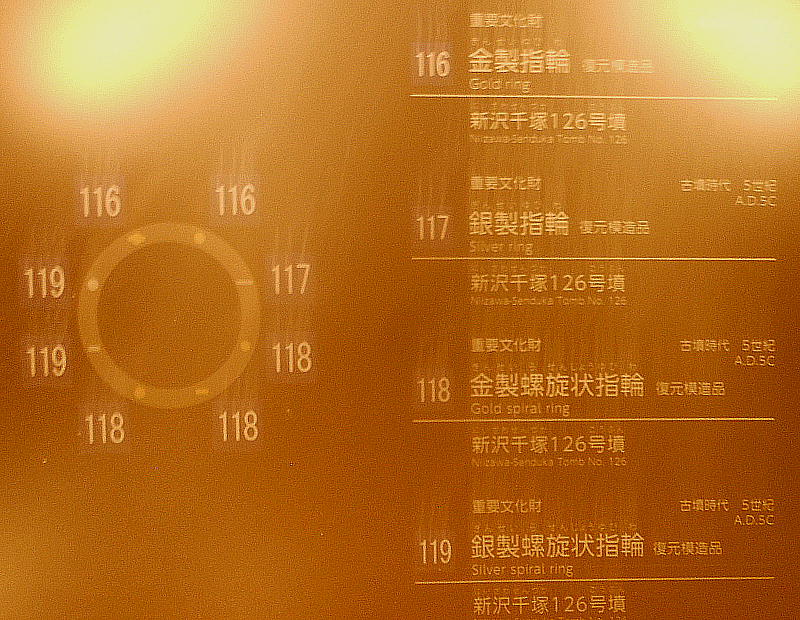 116 116
119 117
119 118
118 118
重要文化財
116 金製指輪 復元模造品
Gold ring
新沢千塚126号墳
Niizawa-Senduka Tomb No. 126
重要文化財 古墳時代 5世紀
A.D.5C
117 銀製指輪 復元模造品
Silver ring
新沢千塚126号墳
Niizawa-Senduka Tomb No. 126
重要文化財 古墳時代 5世紀
A.D.5C
118 金製螺旋状指輪 復元模造品
Gold spiral ring
新沢千塚126号墳
Niizawa-Senduka Tomb No. 126
重要文化財 古墳時代 5世紀
A.D.5C
119 銀製螺旋状指輪 復元模造品
Silver spiral ring
新沢千塚126号墳